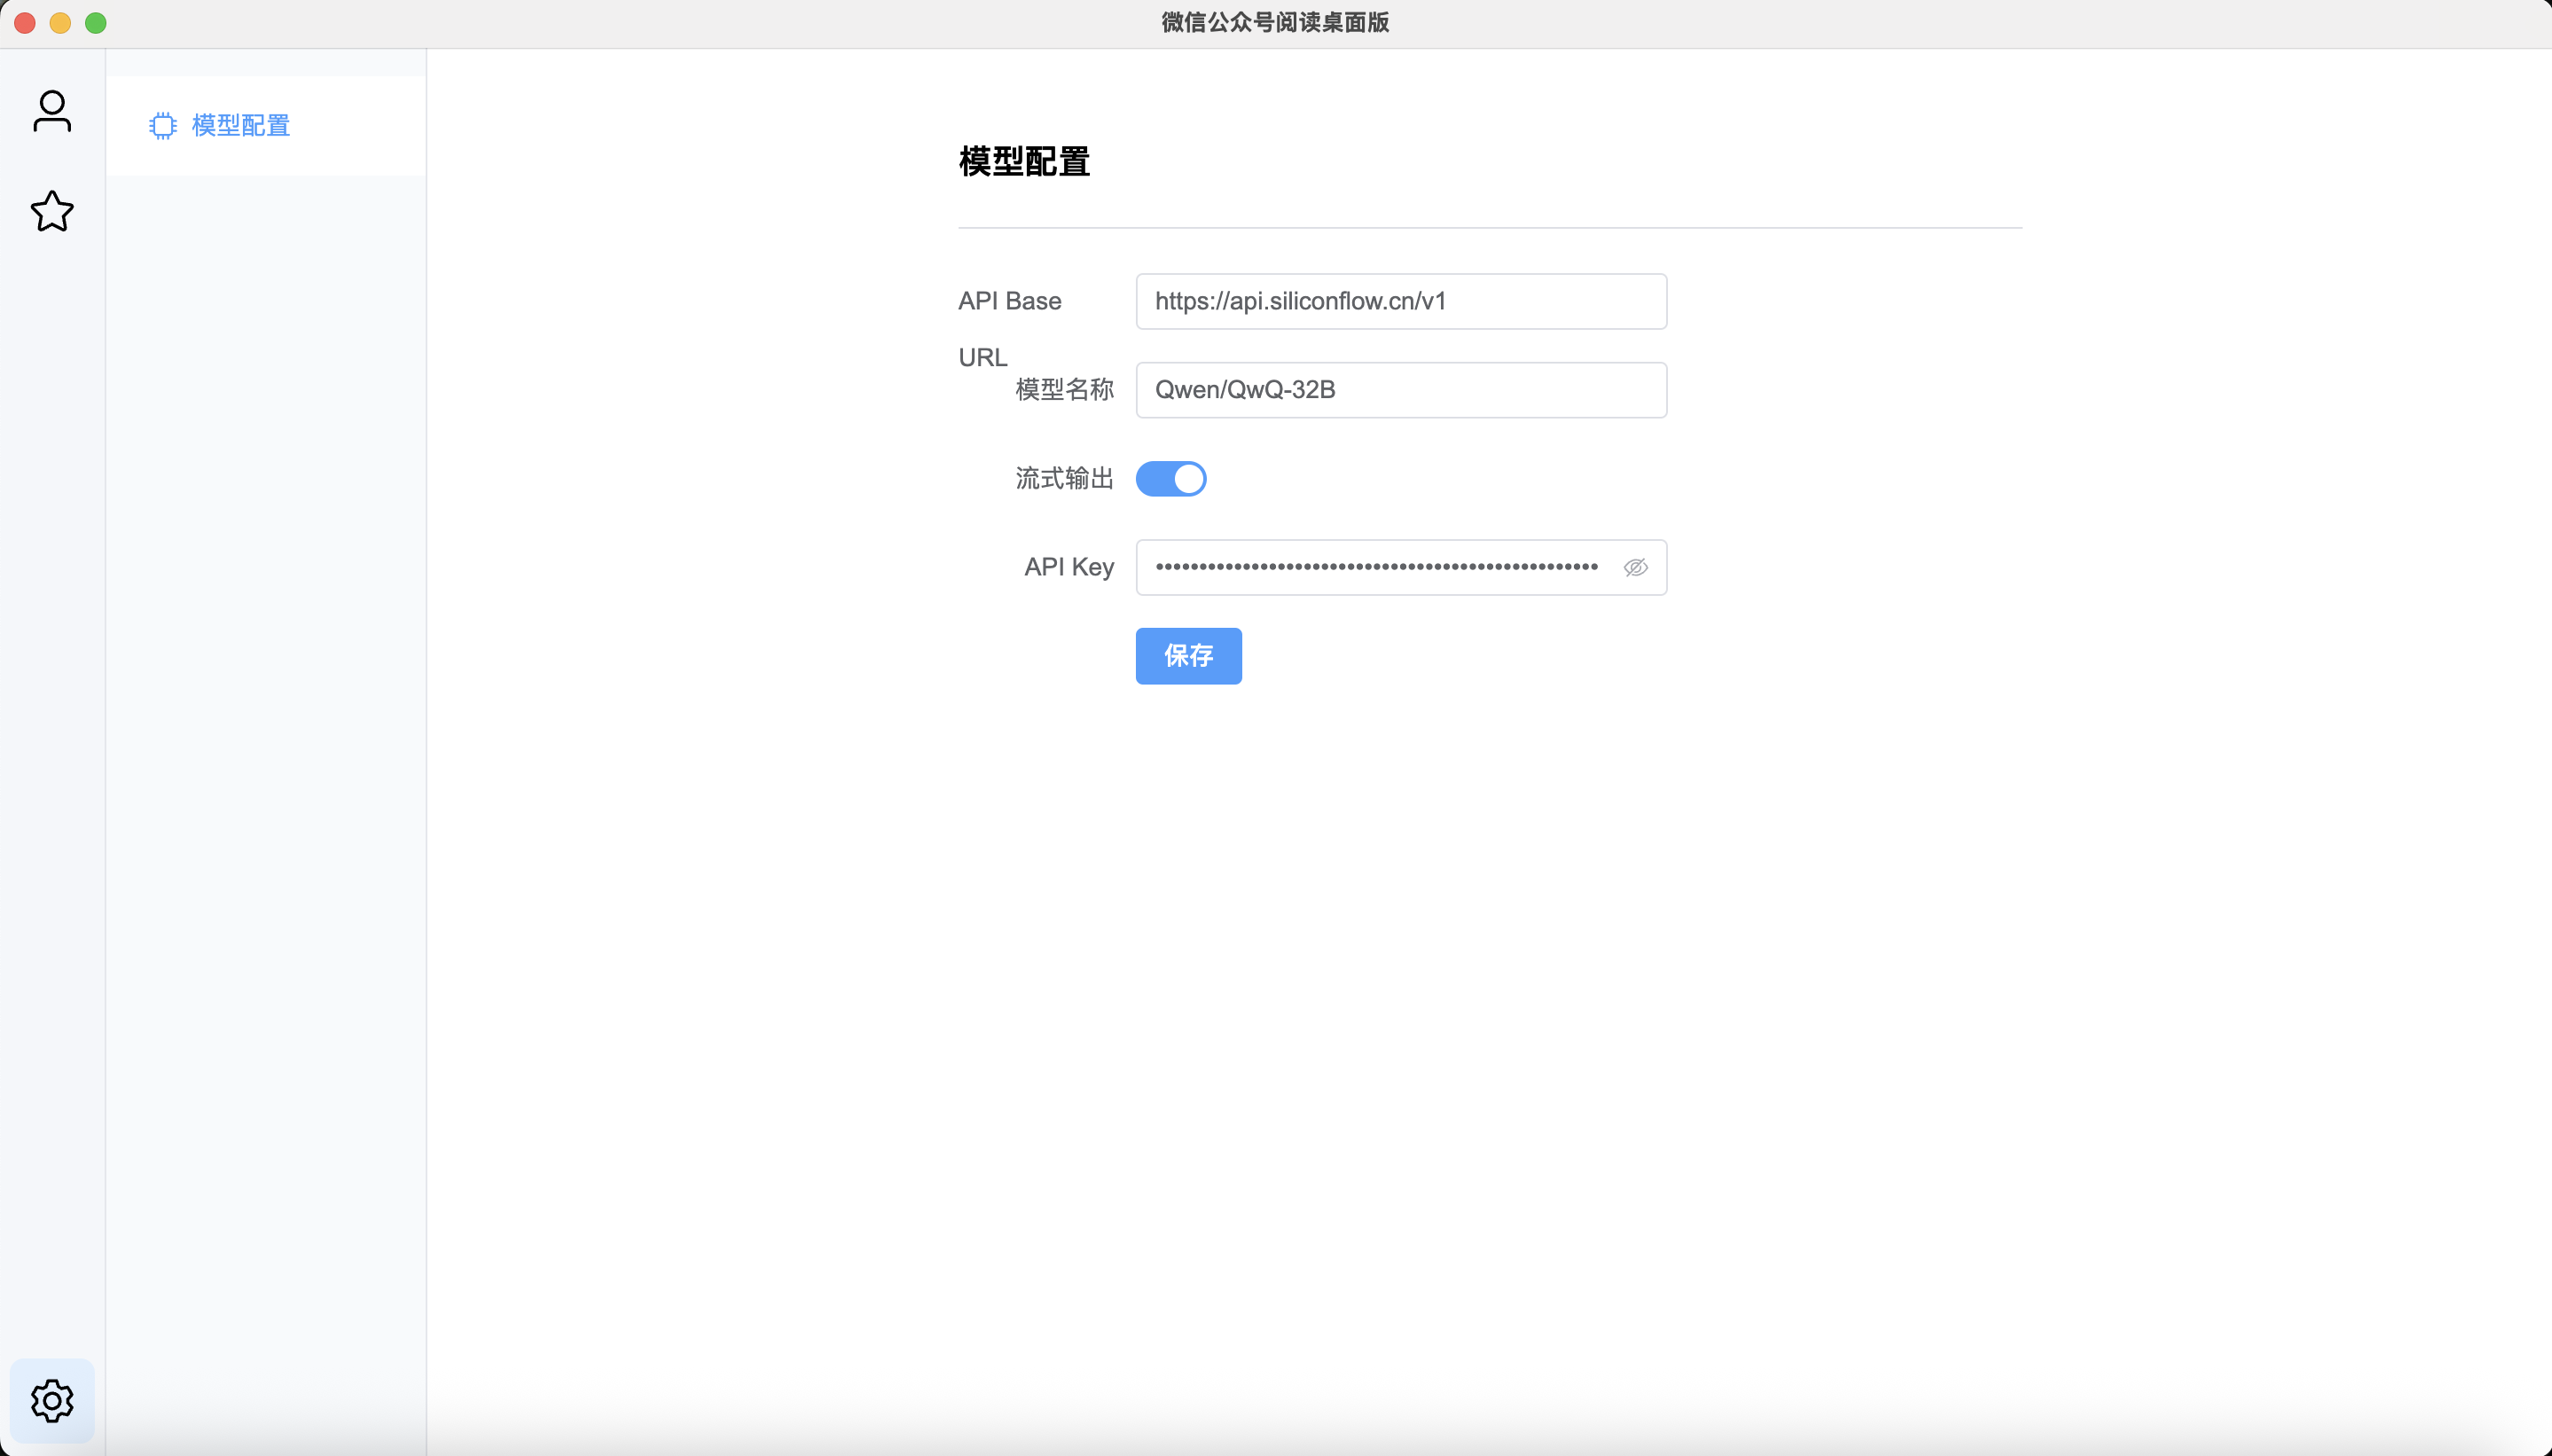 微信公众号阅读桌面版
模型配置
模型配置
API Base
URL
https://api.siliconflow.cn/v1
模型名称
Qwen/QwQ-32B
流式输出
API Key
保存